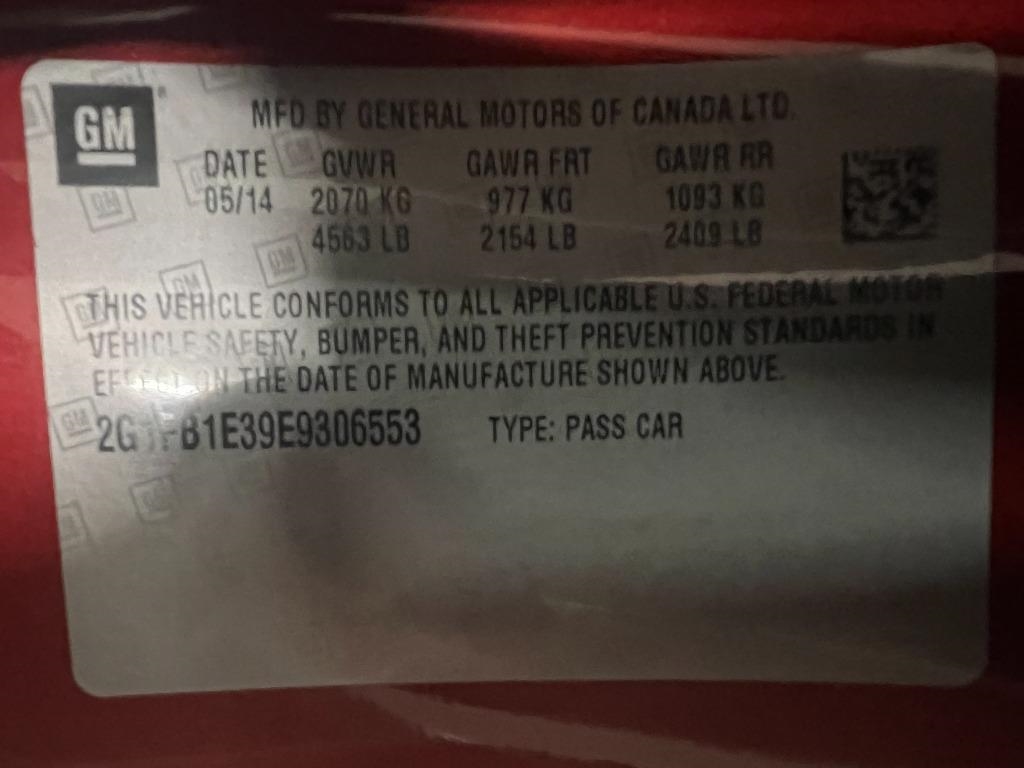 GM
MFD BY GENERAL MOTORS OF CANADA LTD.
DATE GVWR GAWR FRT GAWR RR
05/14 2070 KG 977 KG 1093 KG
4563 LB 2154 LB 2409 LB
THIS VEHICLE CONFORMS TO ALL APPLICABLE U.S. FEDERAL MOTOR
VEHICLE SAFETY, BUMPER, AND THEFT PREVENTION STANDARDS IN
EFFECT ON THE DATE OF MANUFACTURE SHOWN ABOVE.
2G1FB1E39E9306553 TYPE: PASS CAR